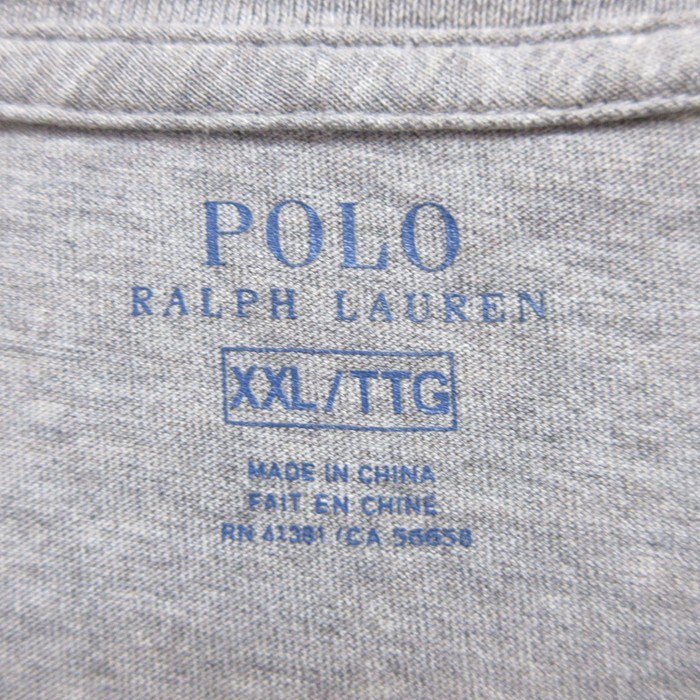 POLO
RALPH LAUREN
XXL/TTG
MADE IN CHINA
FAIT EN CHINE
RN 41381 / CA 56658